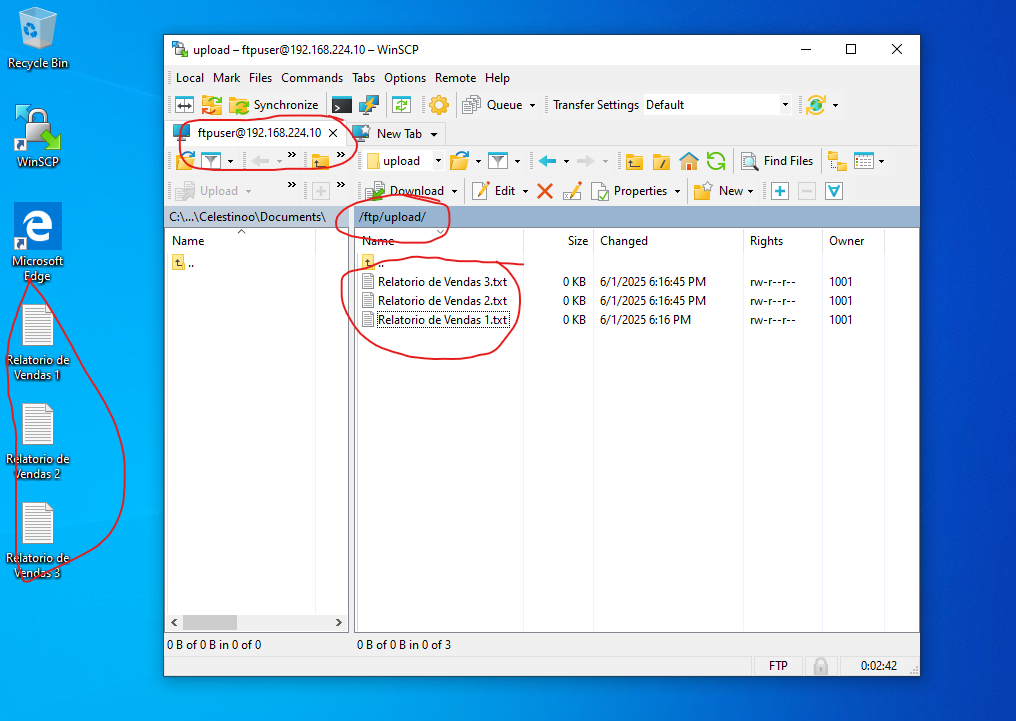 Recycle Bin
WinSCP
Microsoft
Edge
Relatorio de
Vendas 1
Relatorio de
Vendas 2
Relatorio de
Vendas 3
upload – ftpuser@192.168.224.10 – WinSCP
Local Mark Files Commands Tabs Options Remote Help
Synchronize Queue Transfer Settings Default
ftpuser@192.168.224.10 New Tab
upload Find Files
Upload Download Edit Properties New
C:\...\Celestinoo\Documents\ /ftp/upload/
Name Name Size Changed Rights Owner
.. ..
Relatorio de Vendas 3.txt 0 KB 6/1/2025 6:16:45 PM rw-r--r-- 1001
Relatorio de Vendas 2.txt 0 KB 6/1/2025 6:16:45 PM rw-r--r-- 1001
Relatorio de Vendas 1.txt 0 KB 6/1/2025 6:16 PM rw-r--r-- 1001
0 B of 0 B in 0 of 0 0 B of 0 B in 0 of 3
FTP 0:02:42